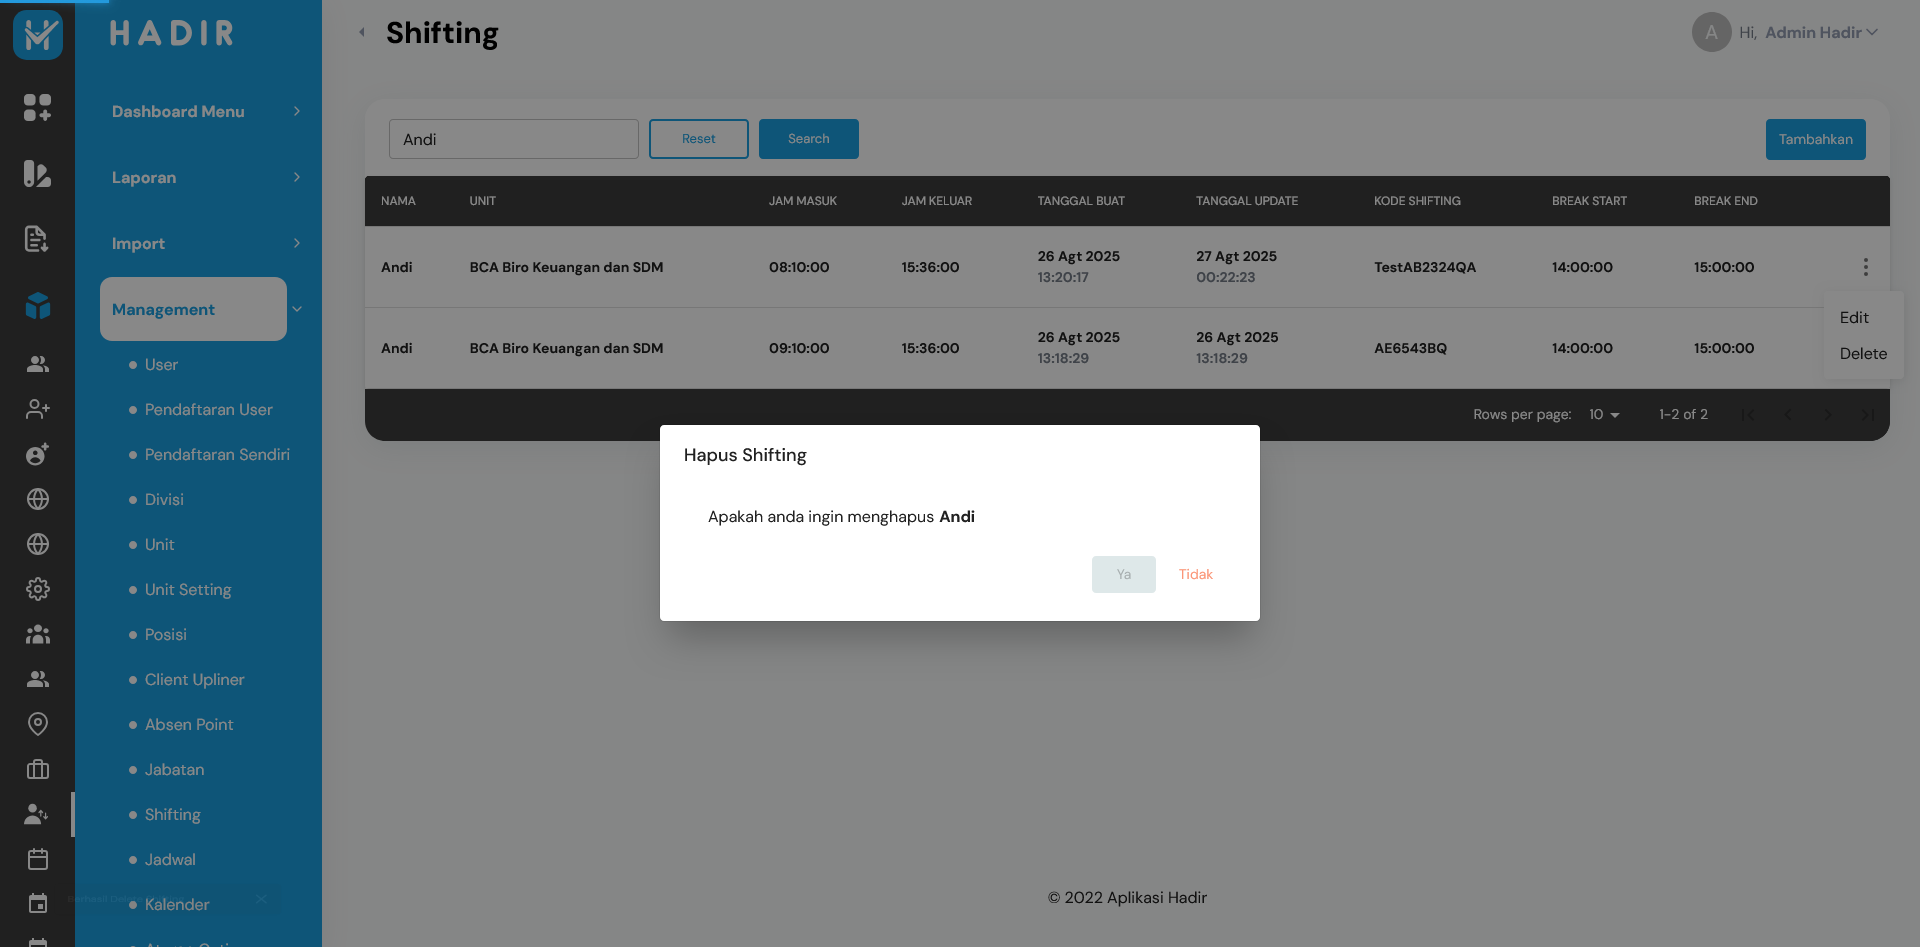 HADIR
Shifting
A
Hi, Admin Hadir
Dashboard Menu
Laporan
Import
Management
User
Pendaftaran User
Pendaftaran Sendiri
Divisi
Unit
Unit Setting
Posisi
Client Upliner
Absen Point
Jabatan
Shifting
Jadwal
Kalender
Andi
Reset
Search
Tambahkan
NAMA UNIT JAM MASUK JAM KELUAR TANGGAL BUAT TANGGAL UPDATE KODE SHIFTING BREAK START BREAK END
Andi BCA Biro Keuangan dan SDM 08:10:00 15:36:00 26 Agt 2025 27 Agt 2025 TestAB2324QA 14:00:00 15:00:00
13:20:17 00:22:23
Andi BCA Biro Keuangan dan SDM 09:10:00 15:36:00 26 Agt 2025 26 Agt 2025 AE6543BQ 14:00:00 15:00:00
13:18:29 13:18:29
Edit
Delete
Rows per page: 10 1-2 of 2
Hapus Shifting
Apakah anda ingin menghapus Andi
Ya
Tidak
© 2022 Aplikasi Hadir